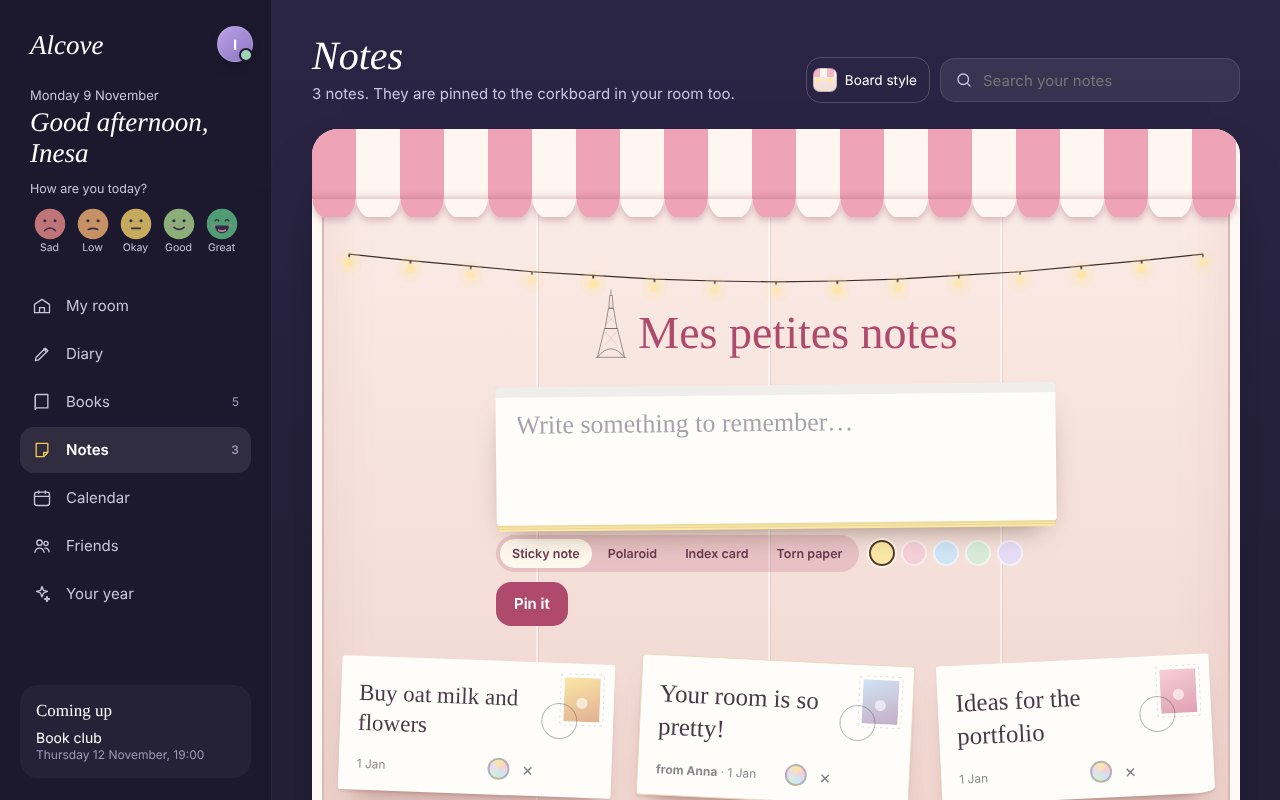 Alcove
I
Monday 9 November
Good afternoon,
Inesa
How are you today?
Sad Low Okay Good Great
My room
Diary
Books 5
Notes 3
Calendar
Friends
Your year
Coming up
Book club
Thursday 12 November, 19:00
Notes
3 notes. They are pinned to the corkboard in your room too.
Board style
Search your notes
Mes petites notes
Write something to remember…
Sticky note Polaroid Index card Torn paper
Pin it
Buy oat milk and
flowers
1 Jan ×
Your room is so
pretty!
from Anna · 1 Jan ×
Ideas for the
portfolio
1 Jan ×